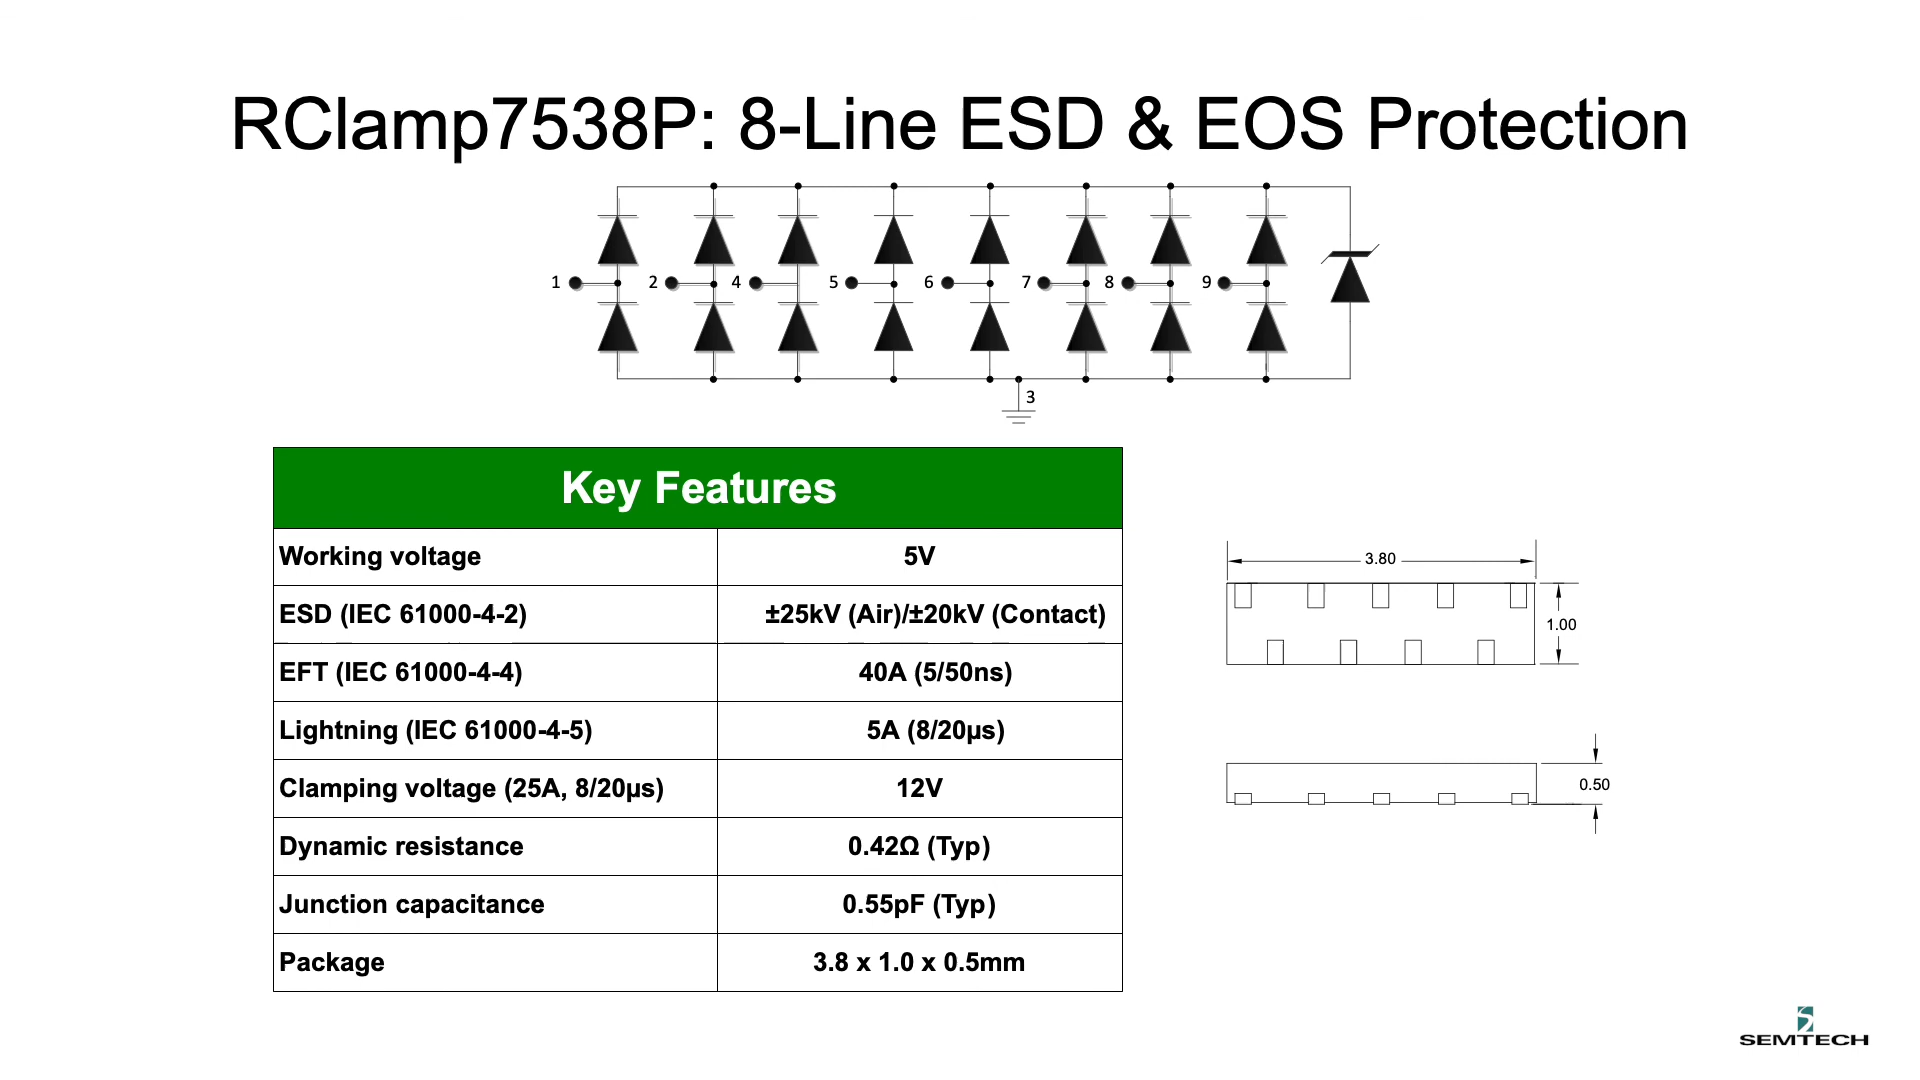 RClamp7538P: 8-Line ESD & EOS Protection
1 2 4 5 6 7 8 9
3
Key Features
Working voltage 5V
ESD (IEC 61000-4-2) ±25kV (Air)/±20kV (Contact)
EFT (IEC 61000-4-4) 40A (5/50ns)
Lightning (IEC 61000-4-5) 5A (8/20µs)
Clamping voltage (25A, 8/20µs) 12V
Dynamic resistance 0.42Ω (Typ)
Junction capacitance 0.55pF (Typ)
Package 3.8 x 1.0 x 0.5mm
3.80
1.00
0.50
SEMTECH